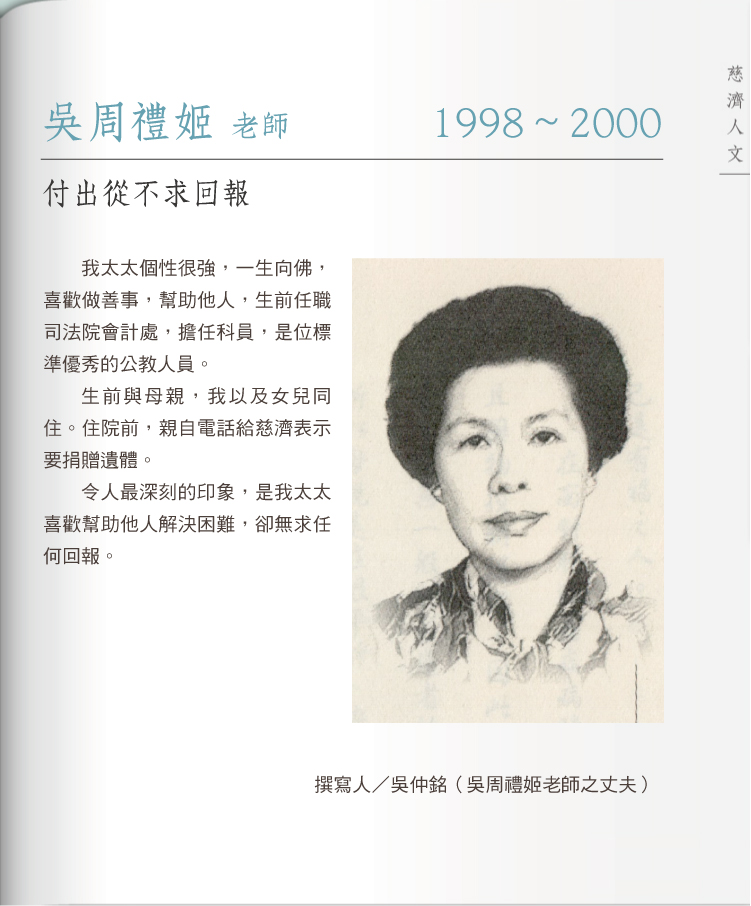 慈濟人文
吳周禮姬 老師 1998～2000
付出從不求回報
我太太個性很強，一生向佛，
喜歡做善事，幫助他人，生前任職
司法院會計處，擔任科員，是位標
準優秀的公教人員。
生前與母親，我以及女兒同
住。住院前，親自電話給慈濟表示
要捐贈遺體。
令人最深刻的印象，是我太太
喜歡幫助他人解決困難，卻無求任
何回報。
撰寫人／吳仲銘（吳周禮姬老師之丈夫）